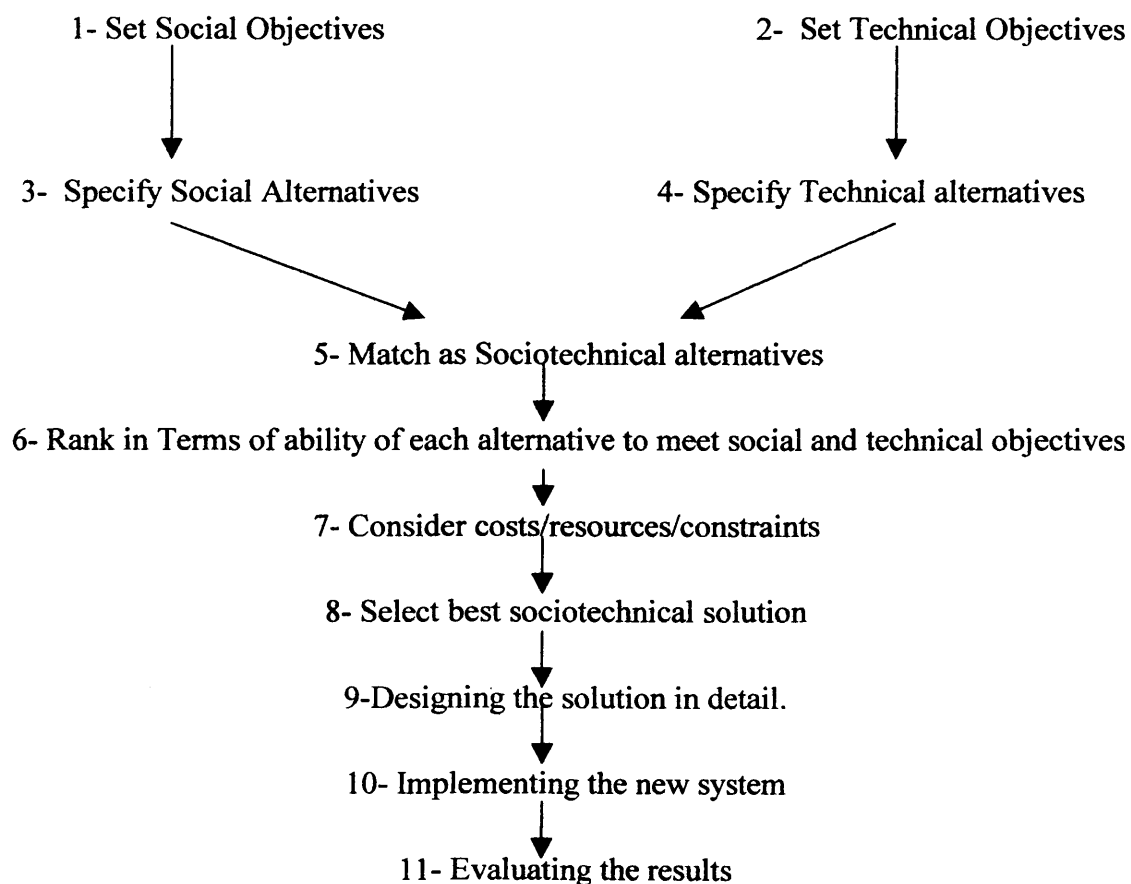 1- Set Social Objectives
2- Set Technical Objectives
3- Specify Social Alternatives
4- Specify Technical alternatives
5- Match as Sociotechnical alternatives
6- Rank in Terms of ability of each alternative to meet social and technical objectives
7- Consider costs/resources/constraints
8- Select best sociotechnical solution
9-Designing the solution in detail.
10- Implementing the new system
11- Evaluating the results